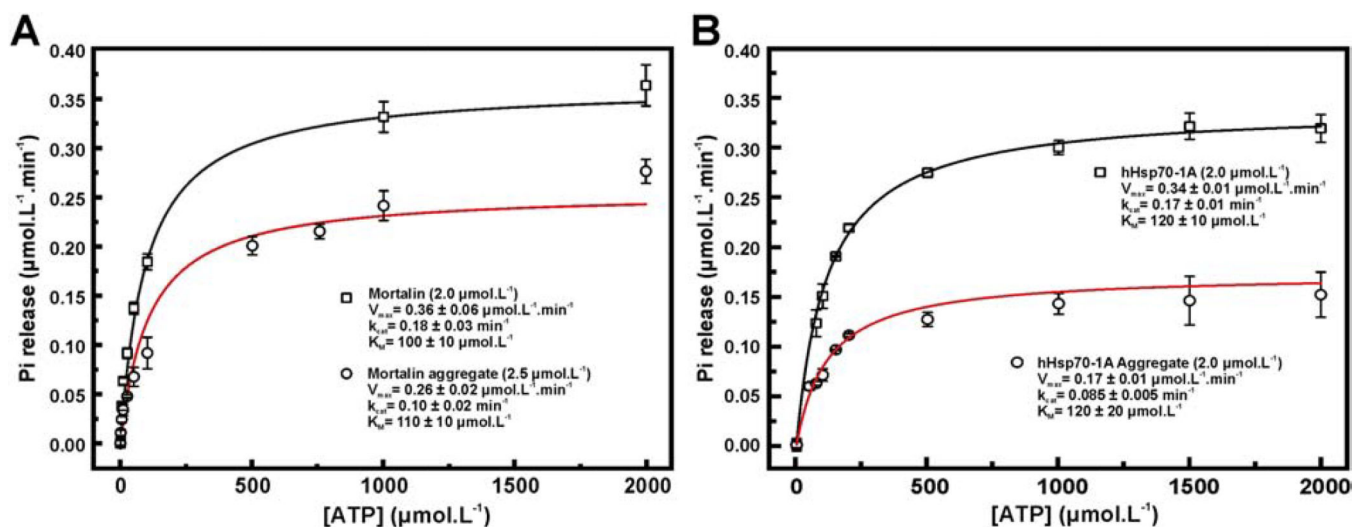 A
B
Pi release (µmol.L⁻¹.min⁻¹)
0.40
0.35
0.30
0.25
0.20
0.15
0.10
0.05
0.00
Mortalin (2.0 µmol.L⁻¹)
Vmax= 0.36 ± 0.06 µmol.L⁻¹.min⁻¹
kcat= 0.18 ± 0.03 min⁻¹
KM= 100 ± 10 µmol.L⁻¹
Mortalin aggregate (2.5 µmol.L⁻¹)
Vmax= 0.26 ± 0.02 µmol.L⁻¹.min⁻¹
kcat= 0.10 ± 0.02 min⁻¹
KM= 110 ± 10 µmol.L⁻¹
0
500
1000
1500
2000
[ATP] (µmol.L⁻¹)
Pi release (µmol.L⁻¹.min⁻¹)
0.40
0.35
0.30
0.25
0.20
0.15
0.10
0.05
0.00
hHsp70-1A (2.0 µmol.L⁻¹)
Vmax= 0.34 ± 0.01 µmol.L⁻¹.min⁻¹
kcat= 0.17 ± 0.01 min⁻¹
KM= 120 ± 10 µmol.L⁻¹
hHsp70-1A Aggregate (2.0 µmol.L⁻¹)
Vmax= 0.17 ± 0.01 µmol.L⁻¹.min⁻¹
kcat= 0.085 ± 0.005 min⁻¹
KM= 120 ± 20 µmol.L⁻¹
0
500
1000
1500
2000
[ATP] (µmol.L⁻¹)